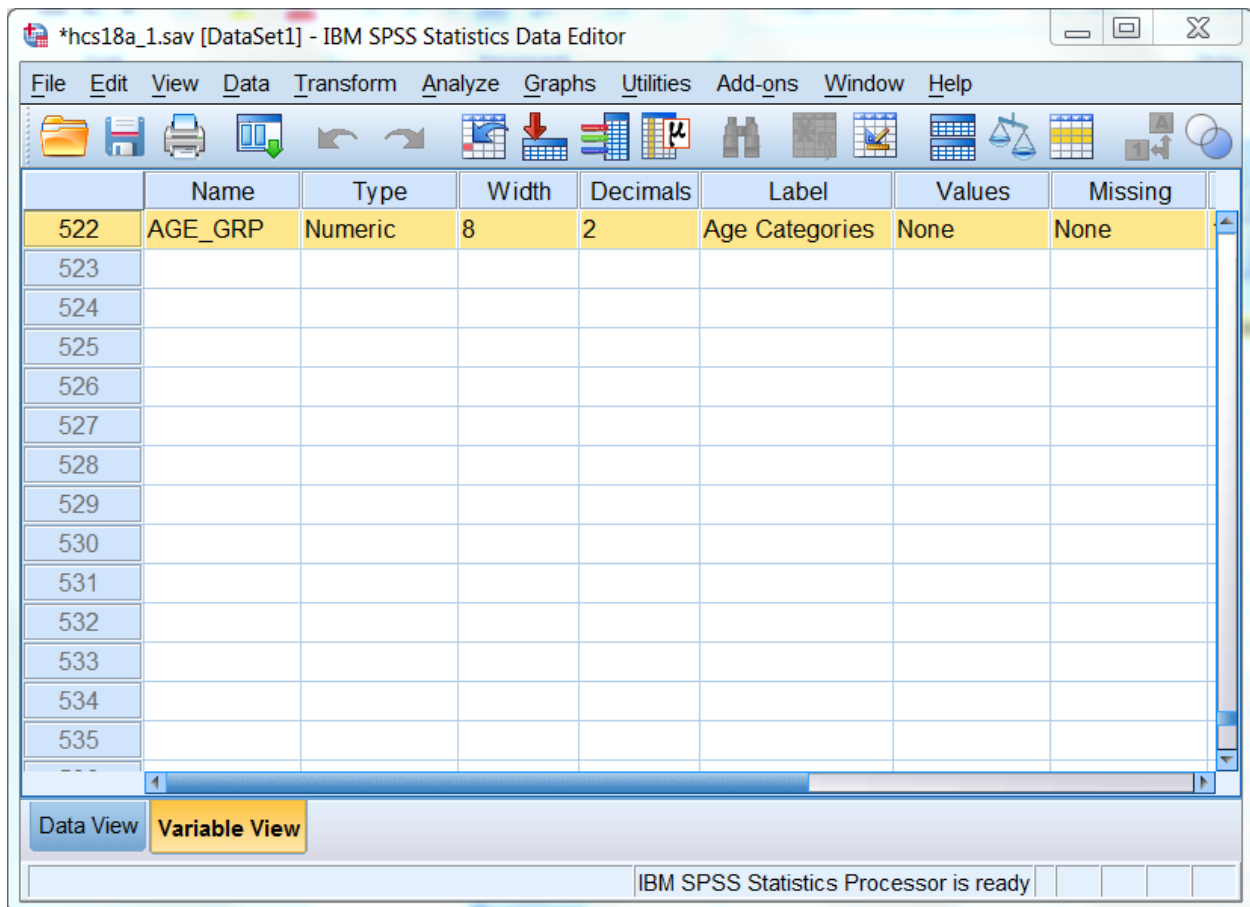 *hcs18a_1.sav [DataSet1] - IBM SPSS Statistics Data Editor
File Edit View Data Transform Analyze Graphs Utilities Add-ons Window Help
Name Type Width Decimals Label Values Missing
522 AGE_GRP Numeric 8 2 Age Categories None None
523
524
525
526
527
528
529
530
531
532
533
534
535
Data View Variable View
IBM SPSS Statistics Processor is ready